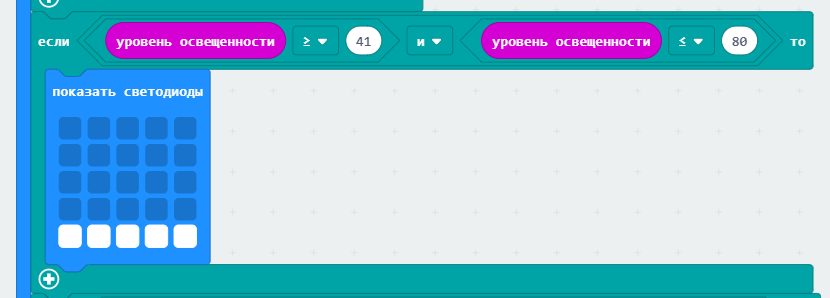 если уровень освещенности ≥ 41 и уровень освещенности ≤ 80 то
показать светодиоды